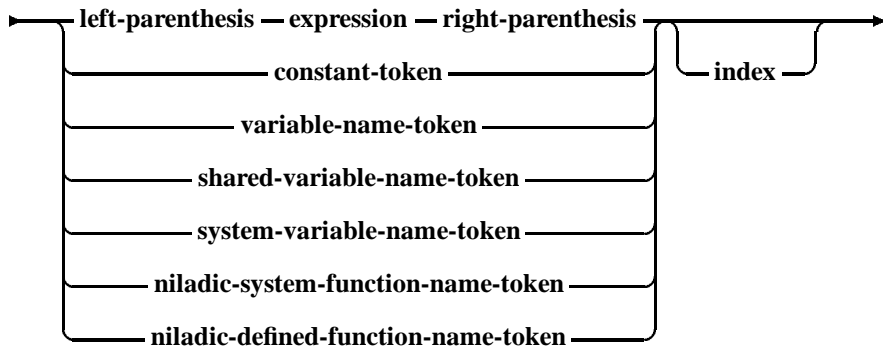 left-parenthesis expression right-parenthesis
constant-token
index
variable-name-token
shared-variable-name-token
system-variable-name-token
niladic-system-function-name-token
niladic-defined-function-name-token